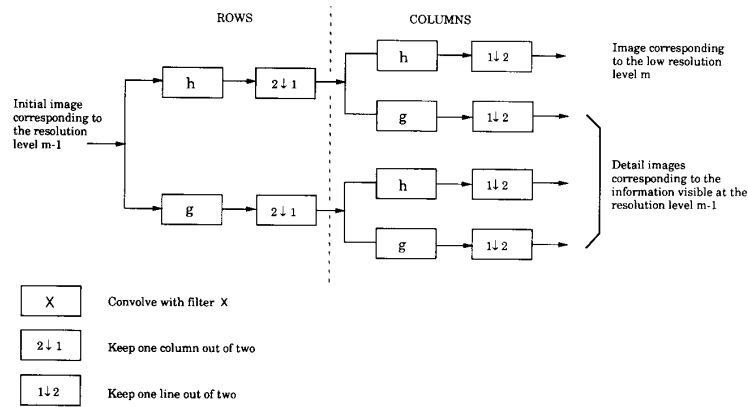 ROWS
COLUMNS
h
2↓1
h
1↓2
Image corresponding
to the low resolution
level m
g
1↓2
Initial image
corresponding to
the resolution
level m-1
g
2↓1
h
1↓2
g
1↓2
Detail images
corresponding to the
information visible at the
resolution level m-1
X
Convolve with filter X
2↓1
Keep one column out of two
1↓2
Keep one line out of two